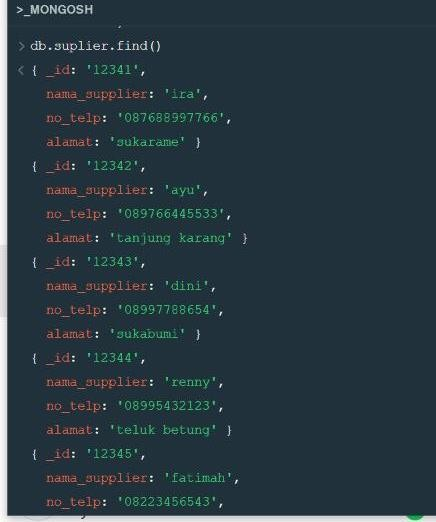 >_MONGOSH
> db.suplier.find()
< { _id: '12341',
nama_supplier: 'ira',
no_telp: '087688997766',
alamat: 'sukarame' }
{ _id: '12342',
nama_supplier: 'ayu',
no_telp: '089766445533',
alamat: 'tanjung karang' }
{ _id: '12343',
nama_supplier: 'dini',
no_telp: '08997788654',
alamat: 'sukabumi' }
{ _id: '12344',
nama_supplier: 'renny',
no_telp: '08995432123',
alamat: 'teluk betung' }
{ _id: '12345',
nama_supplier: 'fatimah',
no_telp: '08223456543',